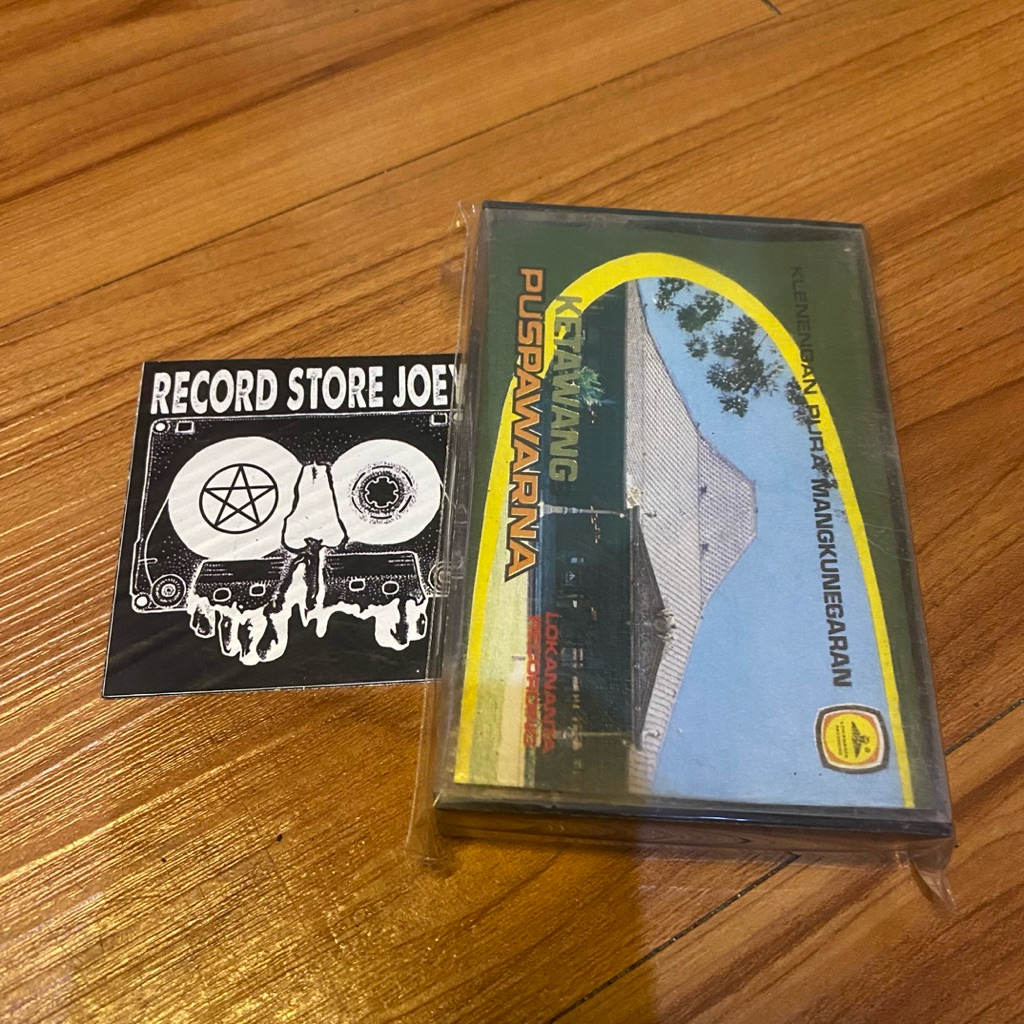 RECORD STORE JOEY
KLENENGAN PURA MANGKUNEGARAN
KETAWANG
PUSPAWARNA
LOKANANTA
RECORDING